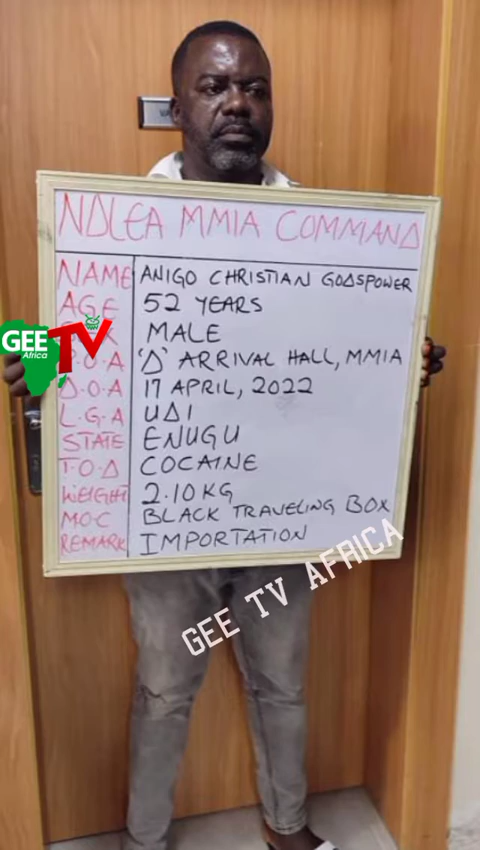 NDLEA MMIA COMMAND
NAME ANIGO CHRISTIAN GODSPOWER
AGE 52 YEARS
MALE
P.O.A 'D' ARRIVAL HALL, MMIA
D.O.A 17 APRIL, 2022
L.G.A UDI
STATE ENUGU
T.O.D COCAINE
WEIGHT 2.10KG
M.O.C BLACK TRAVELING BOX
REMARK IMPORTATION
GEE TV
Africa
GEE TV AFRICA